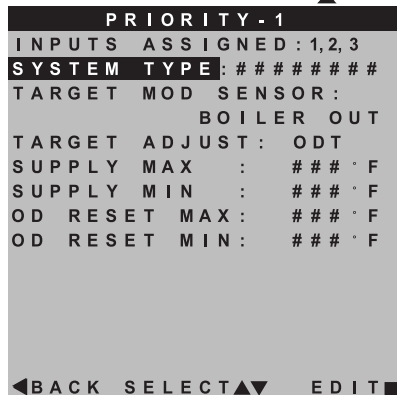 PRIORITY-1
INPUTS ASSIGNED:1,2,3
SYSTEM TYPE:########
TARGET MOD SENSOR:
BOILER OUT
TARGET ADJUST: ODT
SUPPLY MAX : ###°F
SUPPLY MIN : ###°F
OD RESET MAX: ###°F
OD RESET MIN: ###°F
◀BACK SELECT▲▼ EDIT■